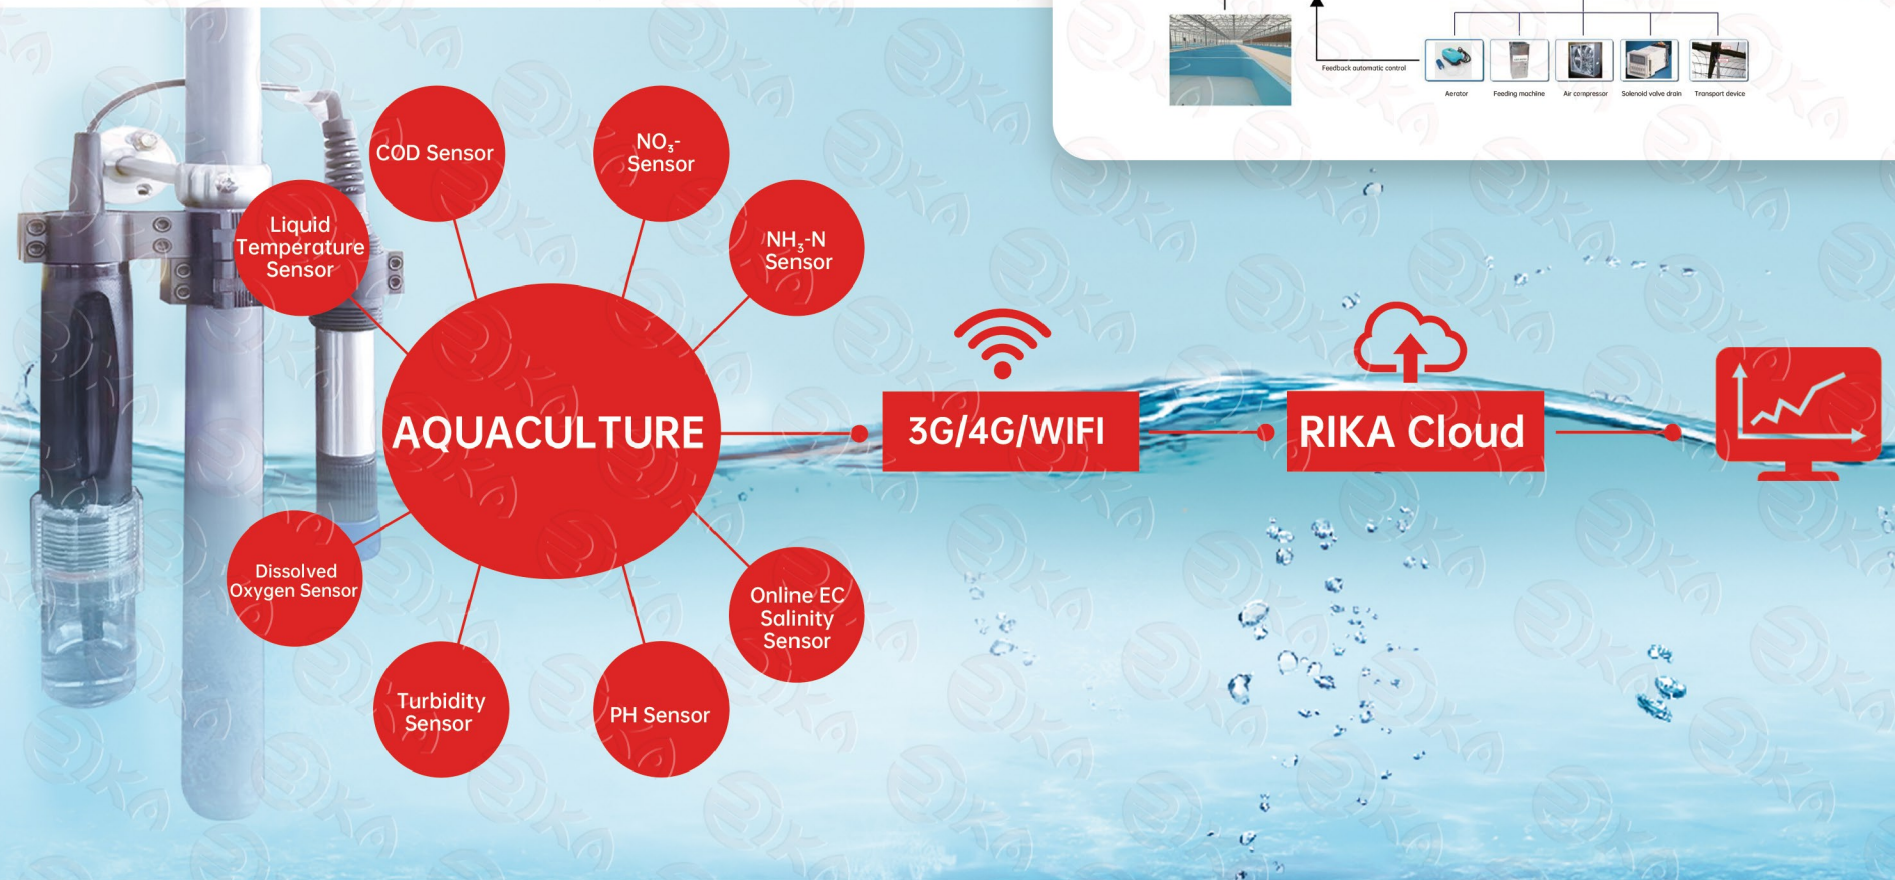 Feedback automatic control
Aerator
Feeding machine
Air compressor
Solenoid valve drain
Transport device
COD Sensor
NO₃-
Sensor
Liquid
Temperature
Sensor
NH₃-N
Sensor
AQUACULTURE
3G/4G/WIFI
RIKA Cloud
Dissolved
Oxygen Sensor
Online EC
Salinity
Sensor
Turbidity
Sensor
PH Sensor